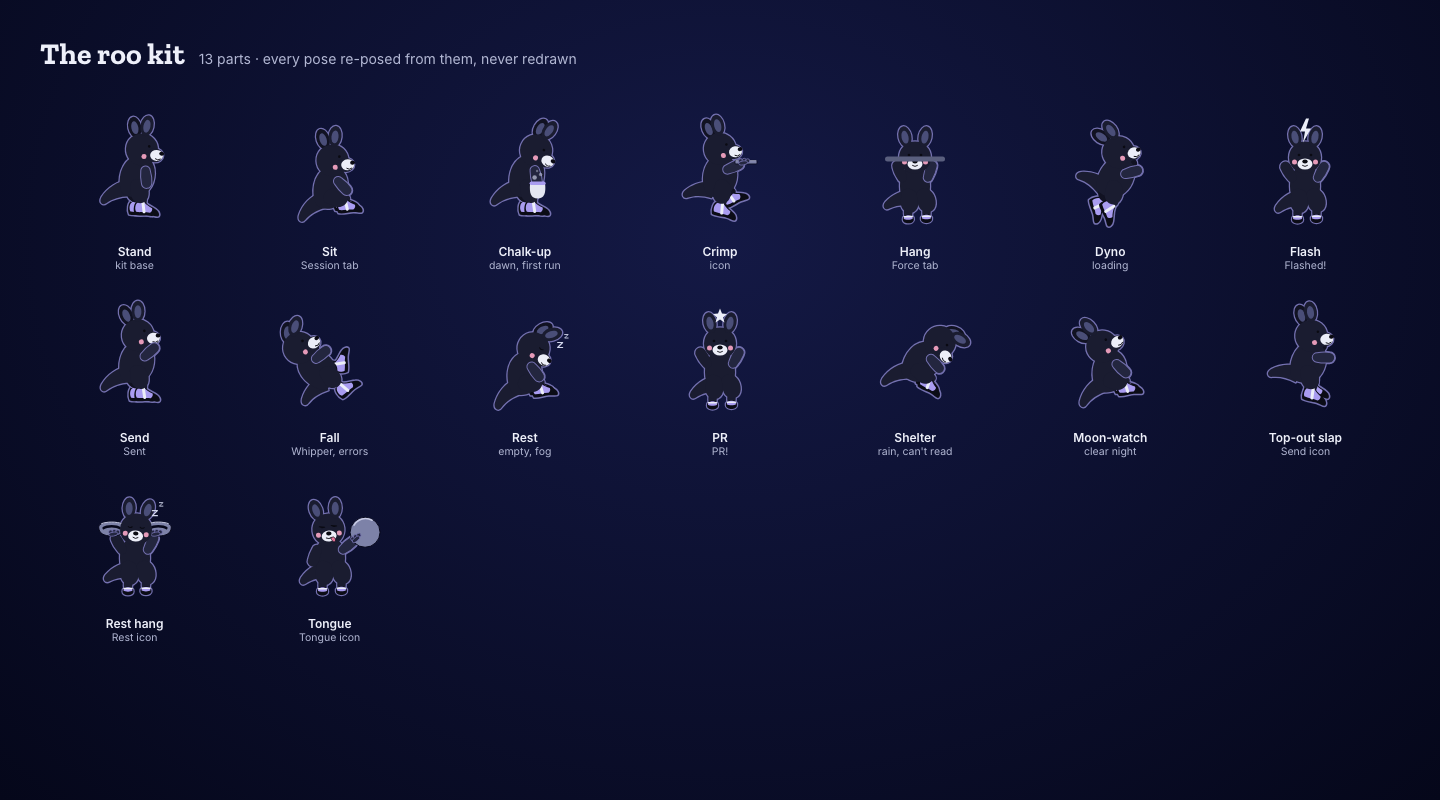 The roo kit 13 parts · every pose re-posed from them, never redrawn
Stand Sit Chalk-up Crimp Hang Dyno Flash
kit base Session tab dawn, first run icon Force tab loading Flashed!
z
z
Send Fall Rest PR Shelter Moon-watch Top-out slap
Sent Whipper, errors empty, fog PR! rain, can't read clear night Send icon
z
z
Rest hang Tongue
Rest icon Tongue icon